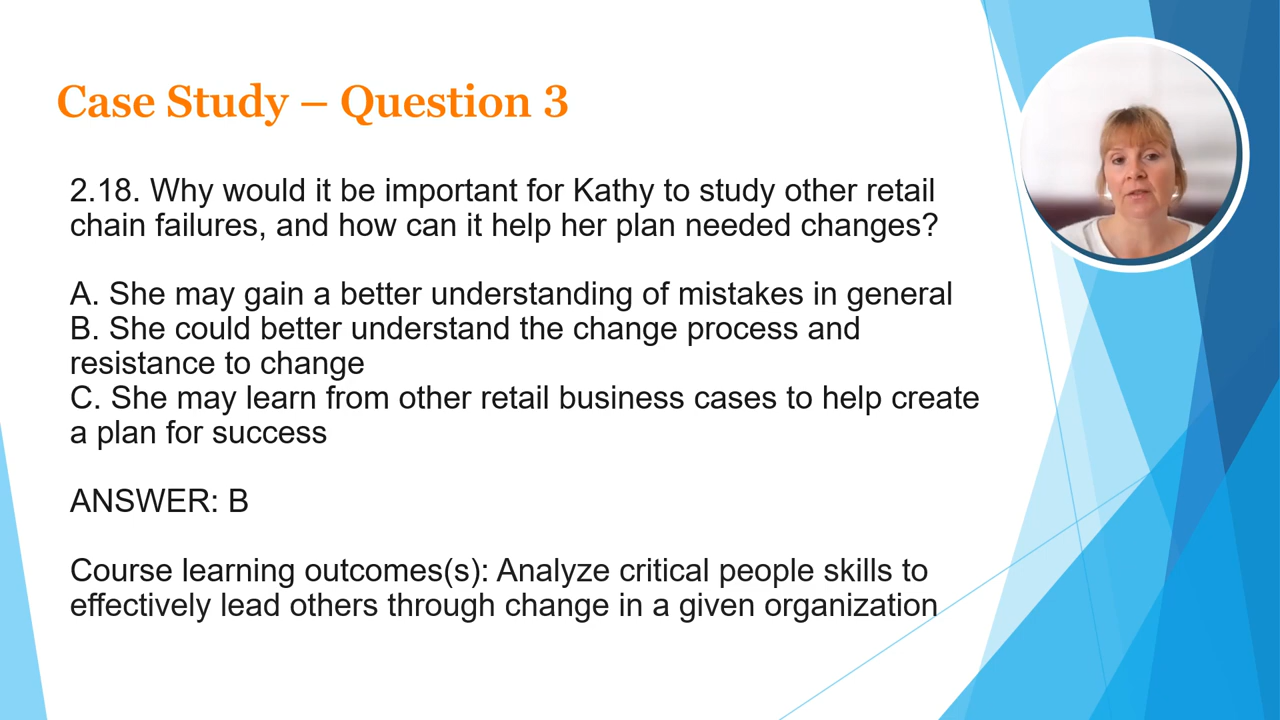 Case Study – Question 3
2.18. Why would it be important for Kathy to study other retail
chain failures, and how can it help her plan needed changes?
A. She may gain a better understanding of mistakes in general
B. She could better understand the change process and
resistance to change
C. She may learn from other retail business cases to help create
a plan for success
ANSWER: B
Course learning outcomes(s): Analyze critical people skills to
effectively lead others through change in a given organization